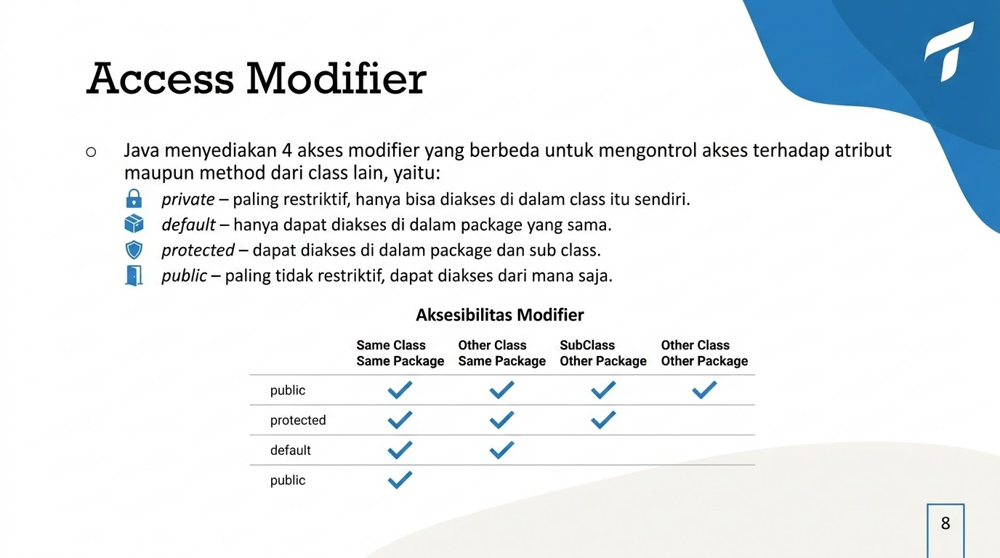 Access Modifier
○ Java menyediakan 4 akses modifier yang berbeda untuk mengontrol akses terhadap atribut
maupun method dari class lain, yaitu:
private – paling restriktif, hanya bisa diakses di dalam class itu sendiri.
default – hanya dapat diakses di dalam package yang sama.
protected – dapat diakses di dalam package dan sub class.
public – paling tidak restriktif, dapat diakses dari mana saja.
Aksesibilitas Modifier
Same Class Other Class SubClass Other Class
Same Package Same Package Other Package Other Package
public ✓ ✓ ✓ ✓
protected ✓ ✓ ✓
default ✓ ✓
public ✓
8